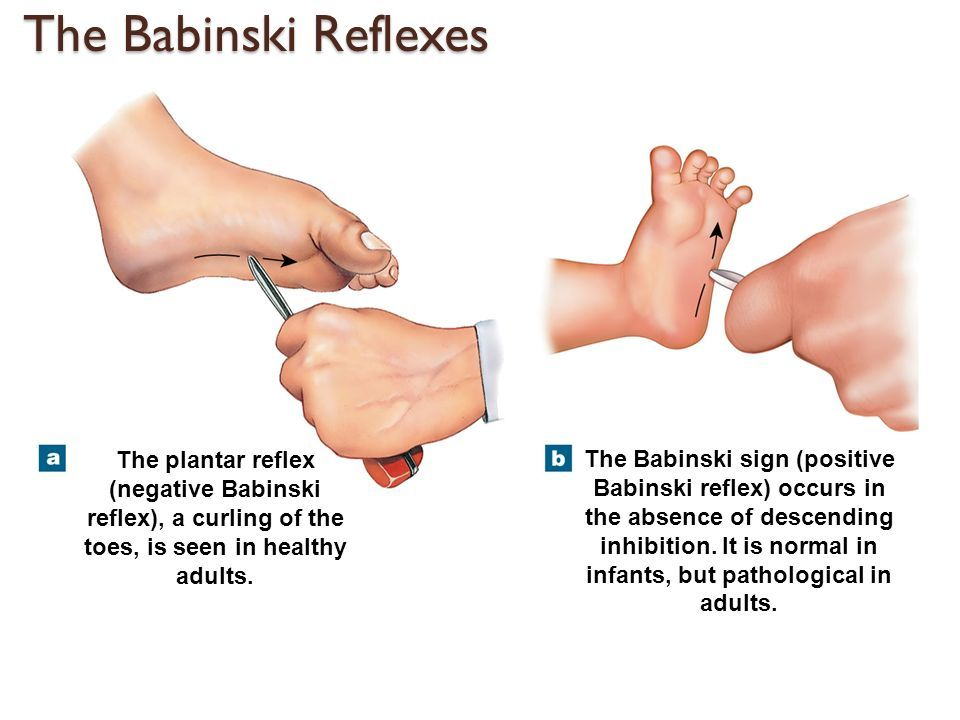 The Babinski Reflexes
a
The plantar reflex
(negative Babinski
reflex), a curling of the
toes, is seen in healthy
adults.
b
The Babinski sign (positive
Babinski reflex) occurs in
the absence of descending
inhibition. It is normal in
infants, but pathological in
adults.